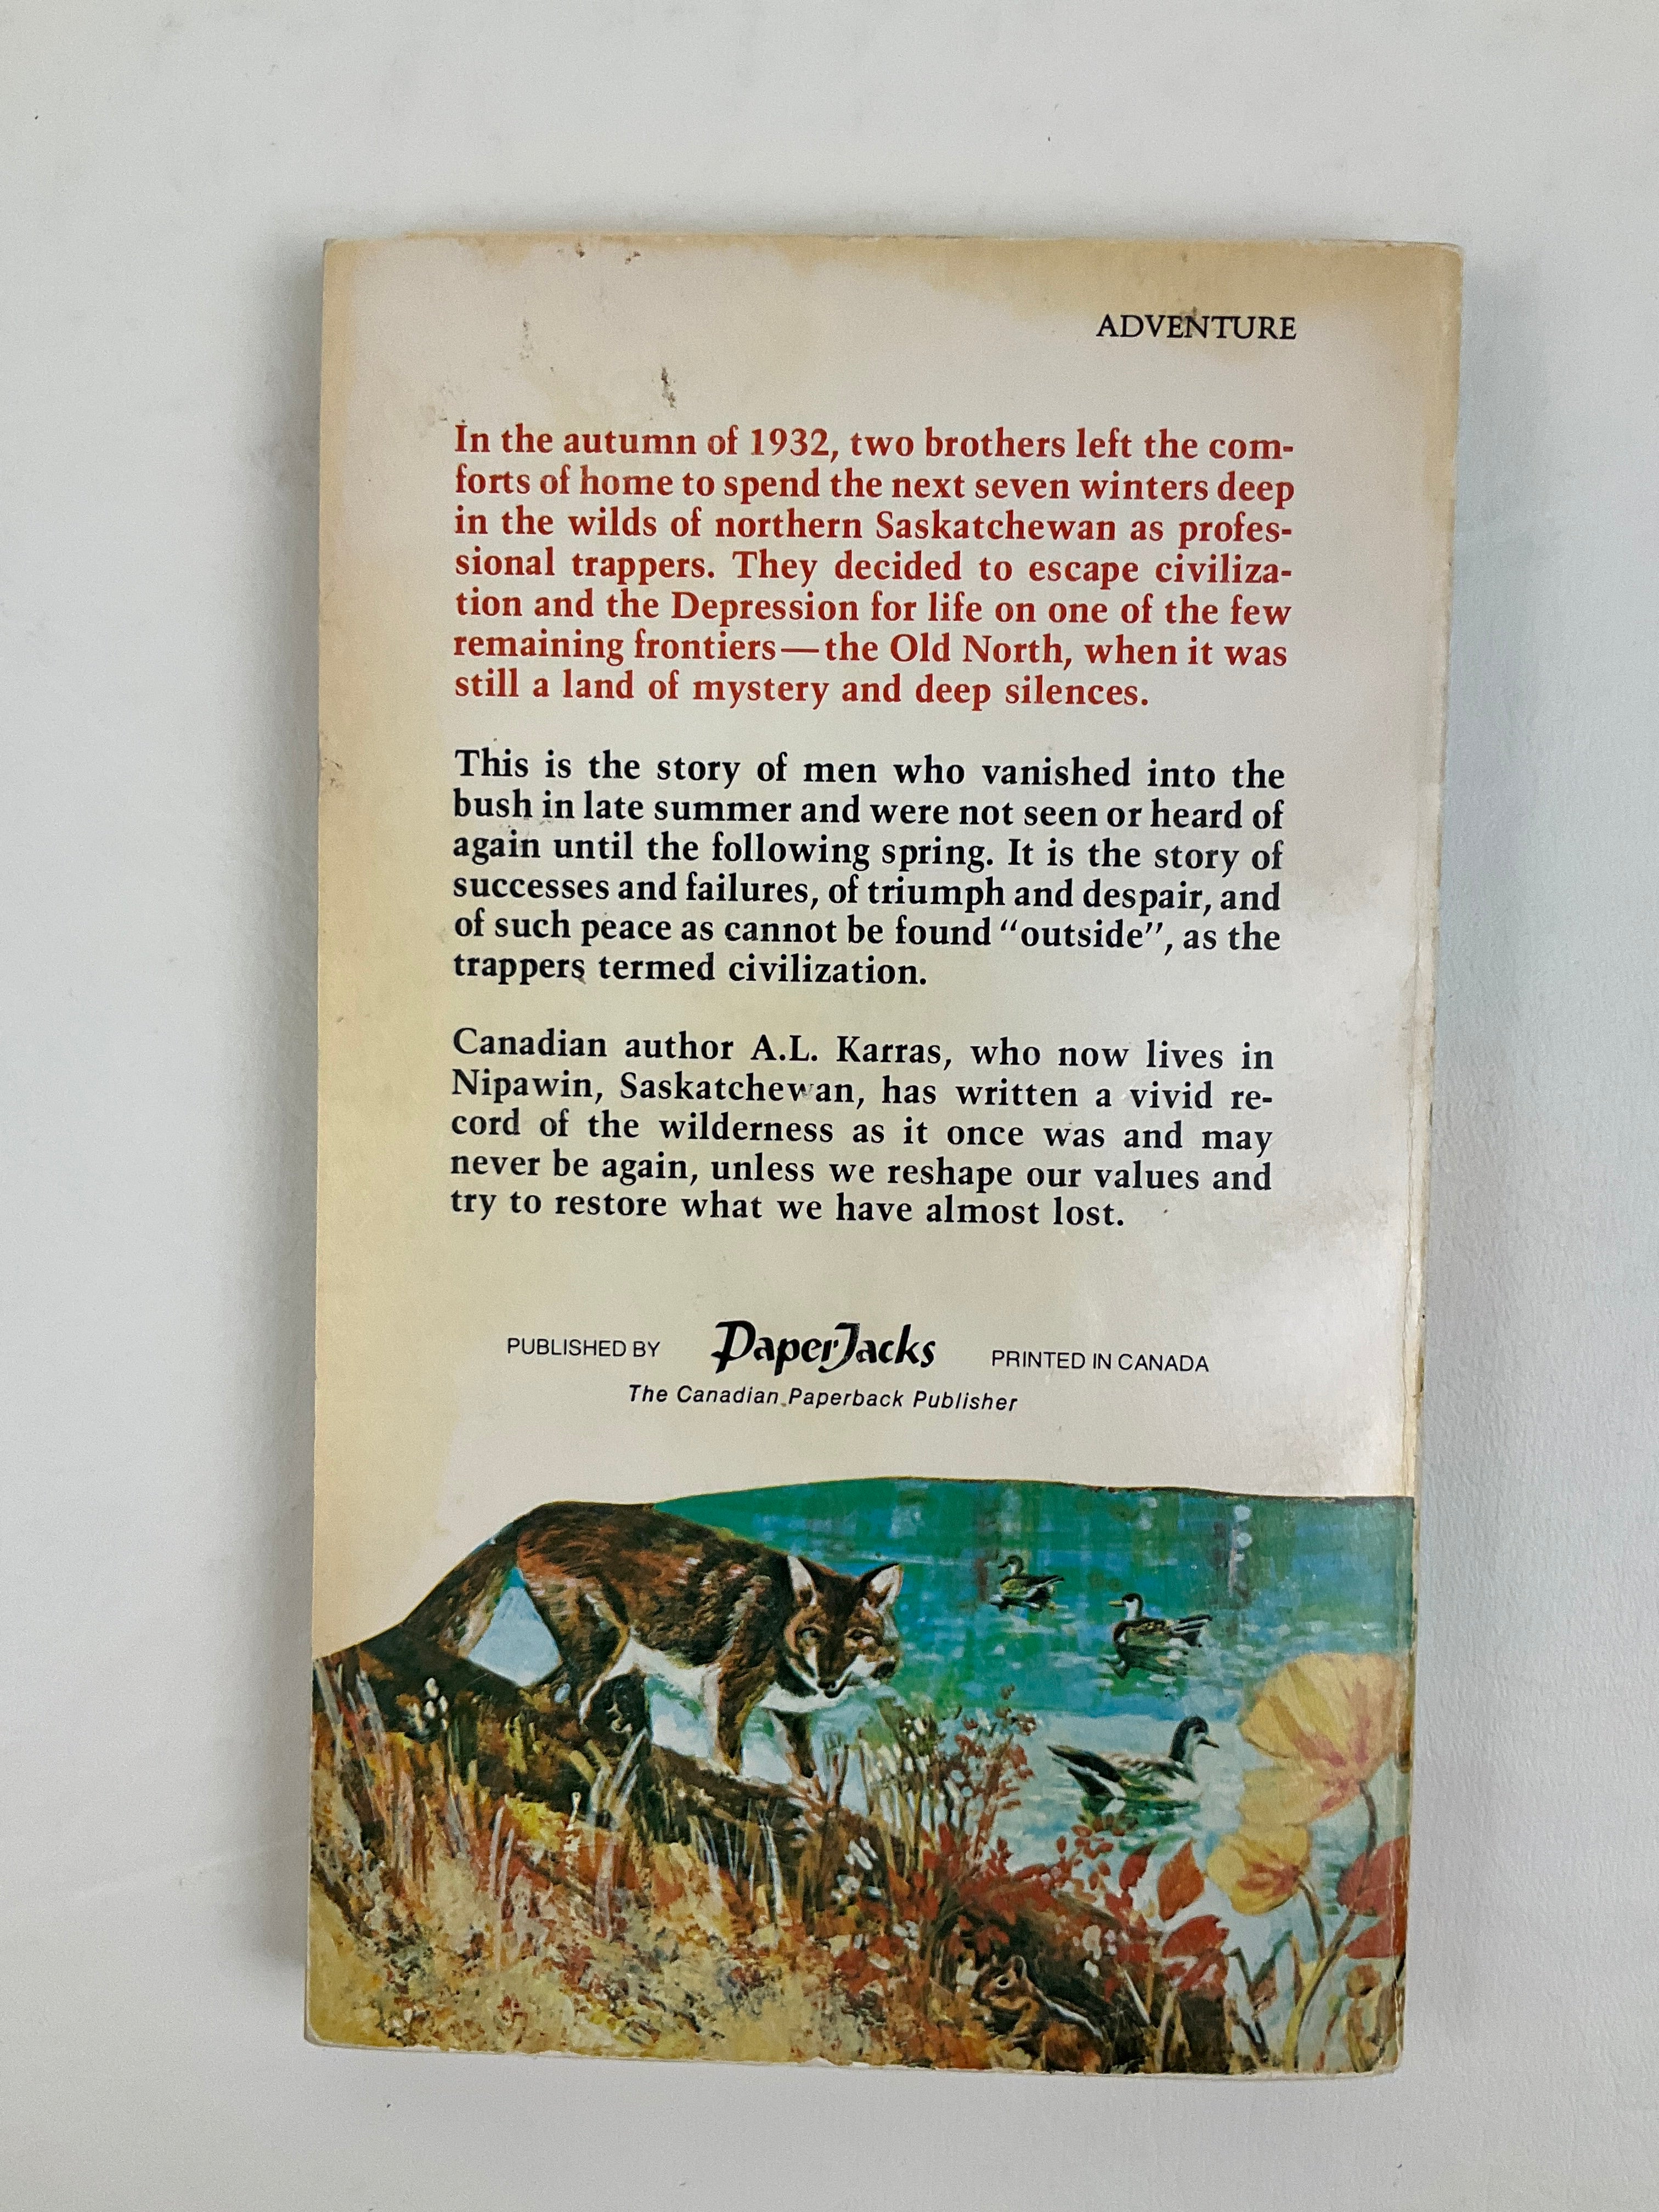 ADVENTURE
In the autumn of 1932, two brothers left the com-
forts of home to spend the next seven winters deep
in the wilds of northern Saskatchewan as profes-
sional trappers. They decided to escape civiliza-
tion and the Depression for life on one of the few
remaining frontiers—the Old North, when it was
still a land of mystery and deep silences.
This is the story of men who vanished into the
bush in late summer and were not seen or heard of
again until the following spring. It is the story of
successes and failures, of triumph and despair, and
of such peace as cannot be found “outside”, as the
trappers termed civilization.
Canadian author A.L. Karras, who now lives in
Nipawin, Saskatchewan, has written a vivid re-
cord of the wilderness as it once was and may
never be again, unless we reshape our values and
try to restore what we have almost lost.
PUBLISHED BY PaperJacks PRINTED IN CANADA
The Canadian Paperback Publisher